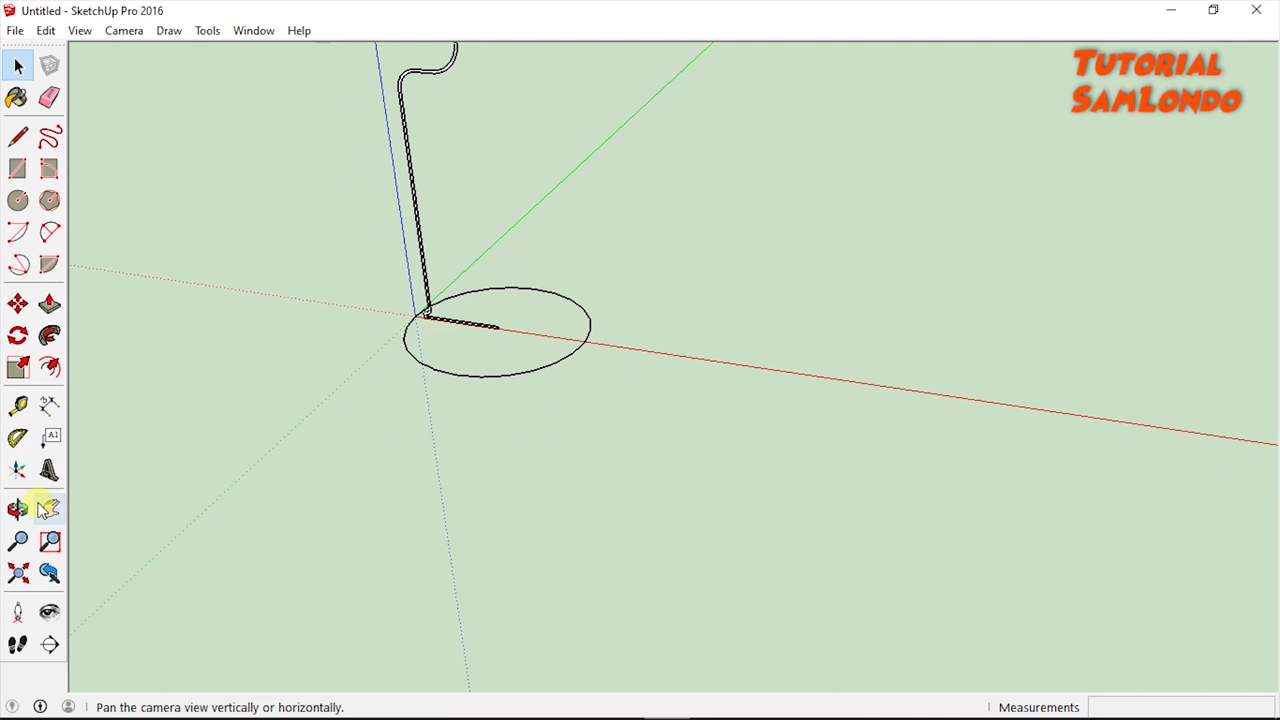 Untitled - SketchUp Pro 2016
File Edit View Camera Draw Tools Window Help
TUTORIAL
SAMLONDO
A1
Pan the camera view vertically or horizontally.
Measurements